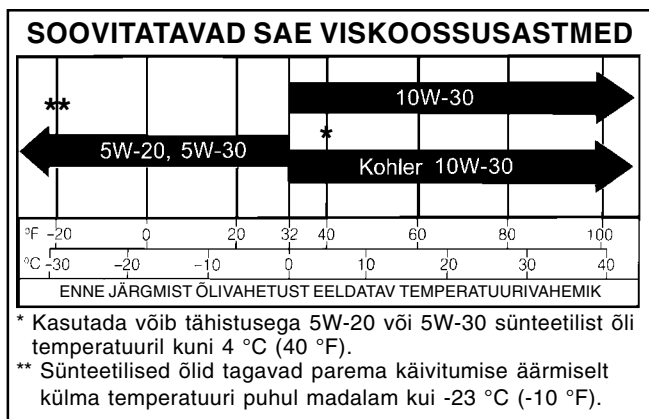 SOOVITATAVAD SAE VISKOOSSUSASTMED
**
10W-30
*
5W-20, 5W-30
Kohler 10W-30
°F -20 0 20 32 40 60 80 100
°C -30 -20 -10 0 10 20 30 40
ENNE JÄRGMIST ÕLIVAHETUST EELDATAV TEMPERATUURIVAHEMIK
* Kasutada võib tähistusega 5W-20 või 5W-30 sünteetilist õli
temperatuuril kuni 4 °C (40 °F).
** Sünteetilised õlid tagavad parema käivitumise äärmiselt
külma temperatuuri puhul madalam kui -23 °C (-10 °F).